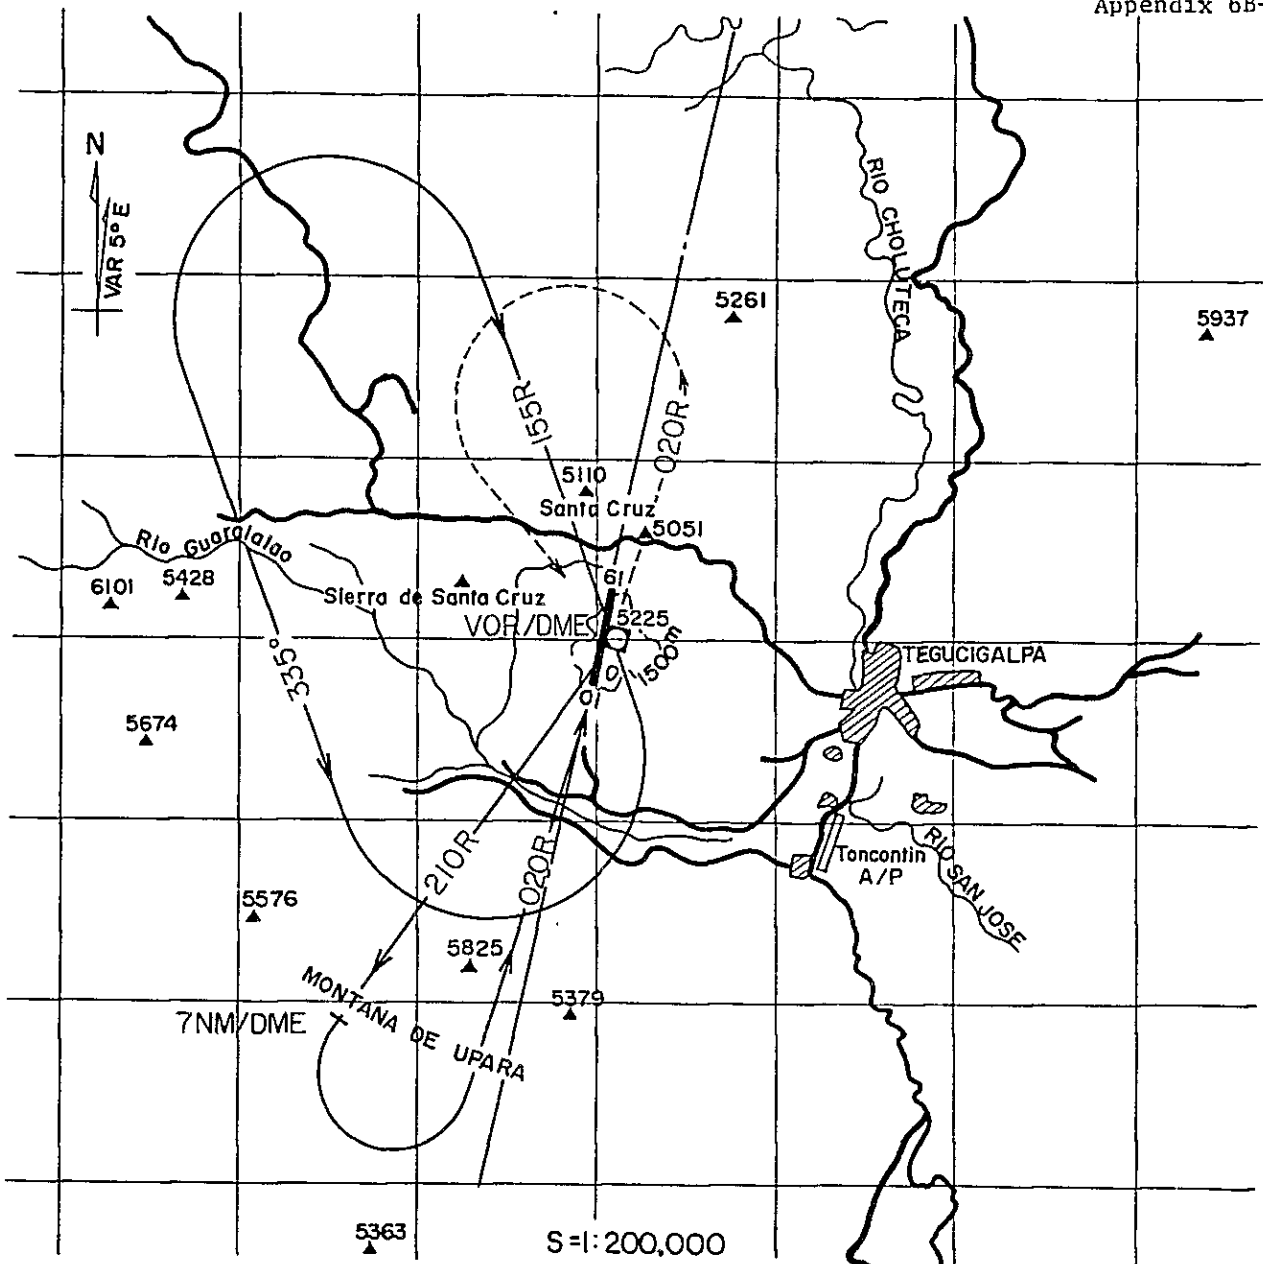 Appendix 6B-
N
VAR 5°E
RIO CHOLUTECA
5261
5937
155R
020R
5110
Santa Cruz
5051
Rio Guaralalao
6101
5428
Sierra de Santa Cruz
61
VOR/DME
5225
1500m
0
TEGUCIGALPA
335°
5674
210R
020R
Toncontin
A/P
RIO SAN JOSE
5576
5825
5379
MONTANA DE UPARA
7NM/DME
5363
S=1:200,000